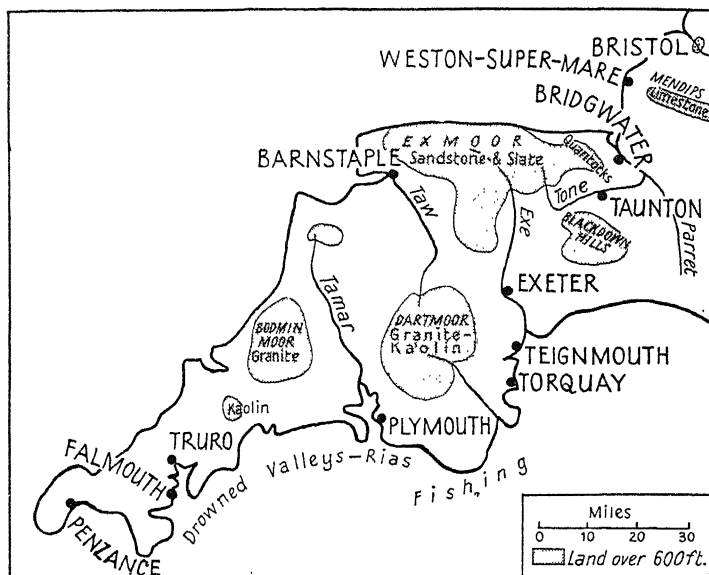 BRISTOL
WESTON-SUPER-MARE
MENDIPS
Limestone
BRIDGWATER
EXMOOR
Sandstone & Slate
Quantocks
BARNSTAPLE
Taw
Exe
Tone
TAUNTON
BLACKDOWN
HILLS
Parret
EXETER
Tamar
BODMIN
MOOR
Granite
DARTMOOR
Granite-
Kaolin
TEIGNMOUTH
TORQUAY
Kaolin
PLYMOUTH
TRURO
FALMOUTH
Drowned Valleys-Rias
Fishing
PENZANCE
Miles
0 10 20 30
Land over 600ft.